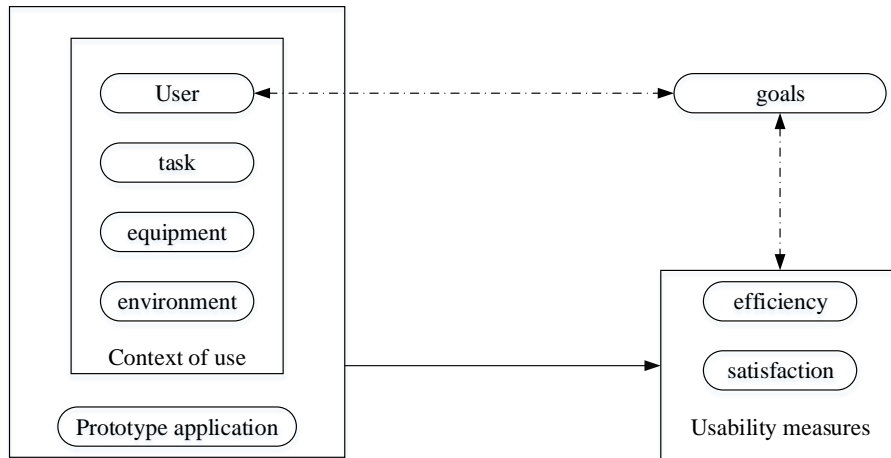 User
goals
task
equipment
environment
efficiency
Context of use
satisfaction
Prototype application
Usability measures